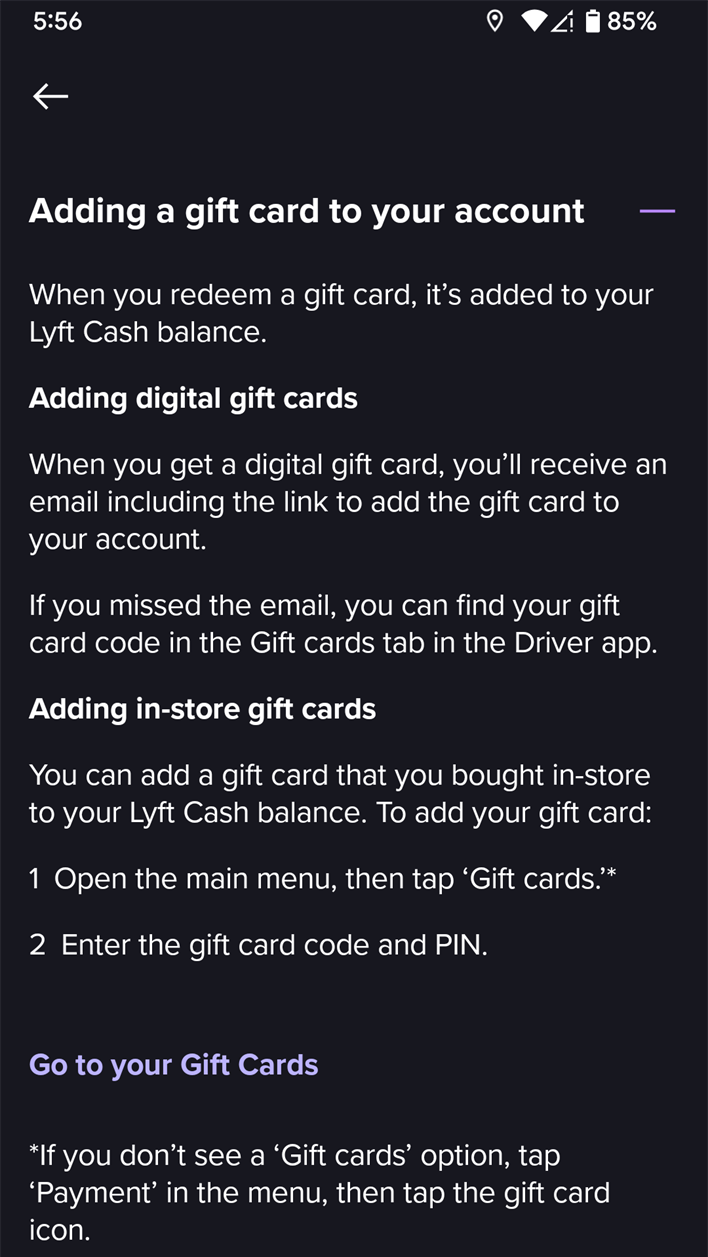 5:56 85%
Adding a gift card to your account
When you redeem a gift card, it’s added to your
Lyft Cash balance.
Adding digital gift cards
When you get a digital gift card, you’ll receive an
email including the link to add the gift card to
your account.
If you missed the email, you can find your gift
card code in the Gift cards tab in the Driver app.
Adding in-store gift cards
You can add a gift card that you bought in-store
to your Lyft Cash balance. To add your gift card:
1 Open the main menu, then tap ‘Gift cards.’*
2 Enter the gift card code and PIN.
Go to your Gift Cards
*If you don’t see a ‘Gift cards’ option, tap
‘Payment’ in the menu, then tap the gift card
icon.